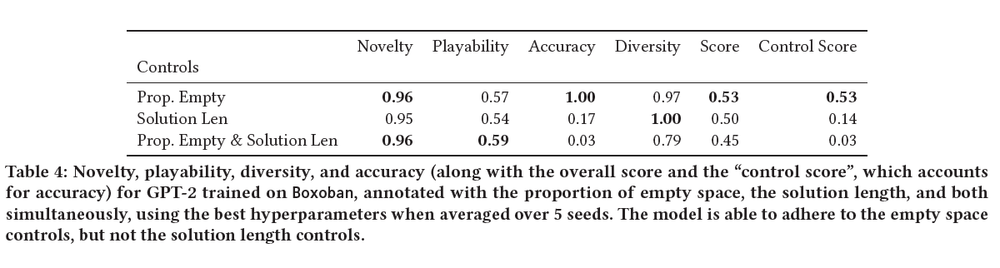 Novelty Playability Accuracy Diversity Score Control Score
Controls
Prop. Empty 0.96 0.57 1.00 0.97 0.53 0.53
Solution Len 0.95 0.54 0.17 1.00 0.50 0.14
Prop. Empty & Solution Len 0.96 0.59 0.03 0.79 0.45 0.03
Table 4: Novelty, playability, diversity, and accuracy (along with the overall score and the “control score”, which accounts
for accuracy) for GPT-2 trained on Boxoban, annotated with the proportion of empty space, the solution length, and both
simultaneously, using the best hyperparameters when averaged over 5 seeds. The model is able to adhere to the empty space
controls, but not the solution length controls.